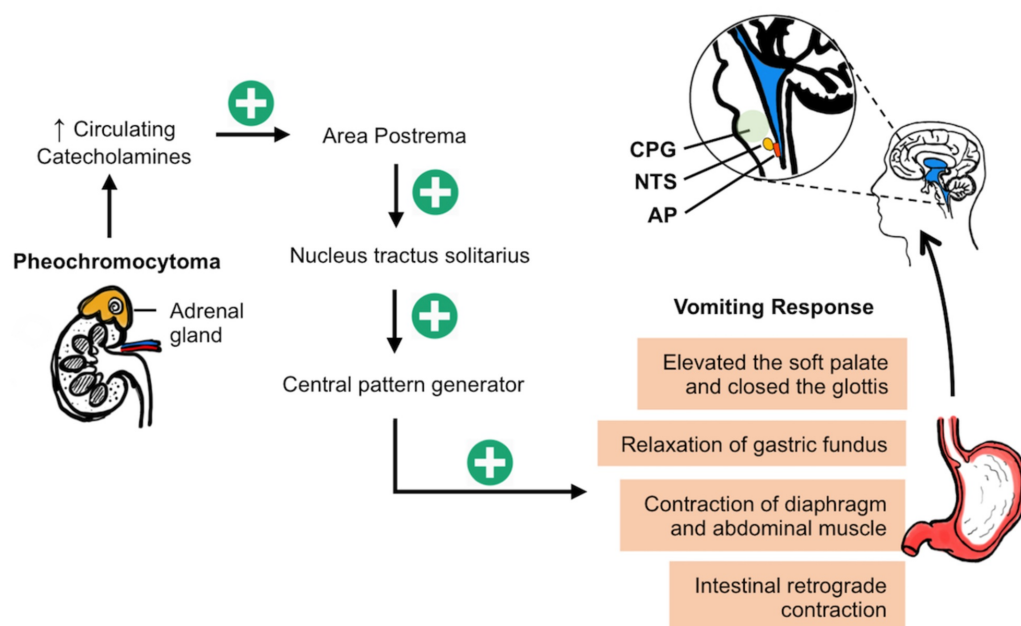 ↑ Circulating
Catecholamines
Area Postrema
Pheochromocytoma
Adrenal
gland
Nucleus tractus solitarius
Central pattern generator
CPG
NTS
AP
Vomiting Response
Elevated the soft palate
and closed the glottis
Relaxation of gastric fundus
Contraction of diaphragm
and abdominal muscle
Intestinal retrograde
contraction